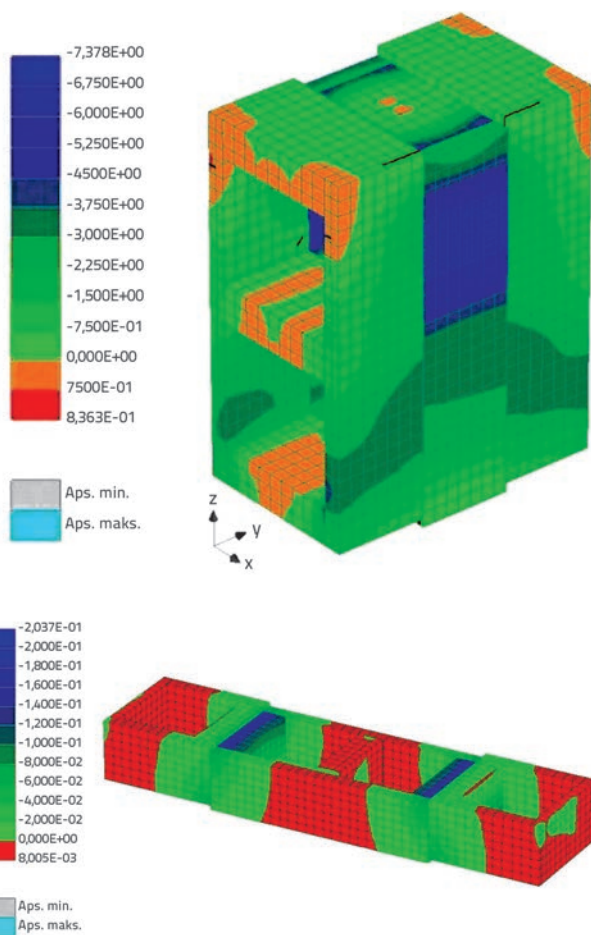 -7,378E+00
-6,750E+00
-6,000E+00
-5,250E+00
-4500E+00
-3,750E+00
-3,000E+00
-2,250E+00
-1,500E+00
-7,500E-01
0,000E+00
7500E-01
8,363E-01
Aps. min.
Aps. maks.
z
y
x
-2,037E-01
-2,000E-01
-1,800E-01
-1,600E-01
-1,400E-01
-1,200E-01
-1,000E-01
-8,000E-02
-6,000E-02
-4,000E-02
-2,000E-02
0,000E+00
8,005E-03
Aps. min.
Aps. maks.